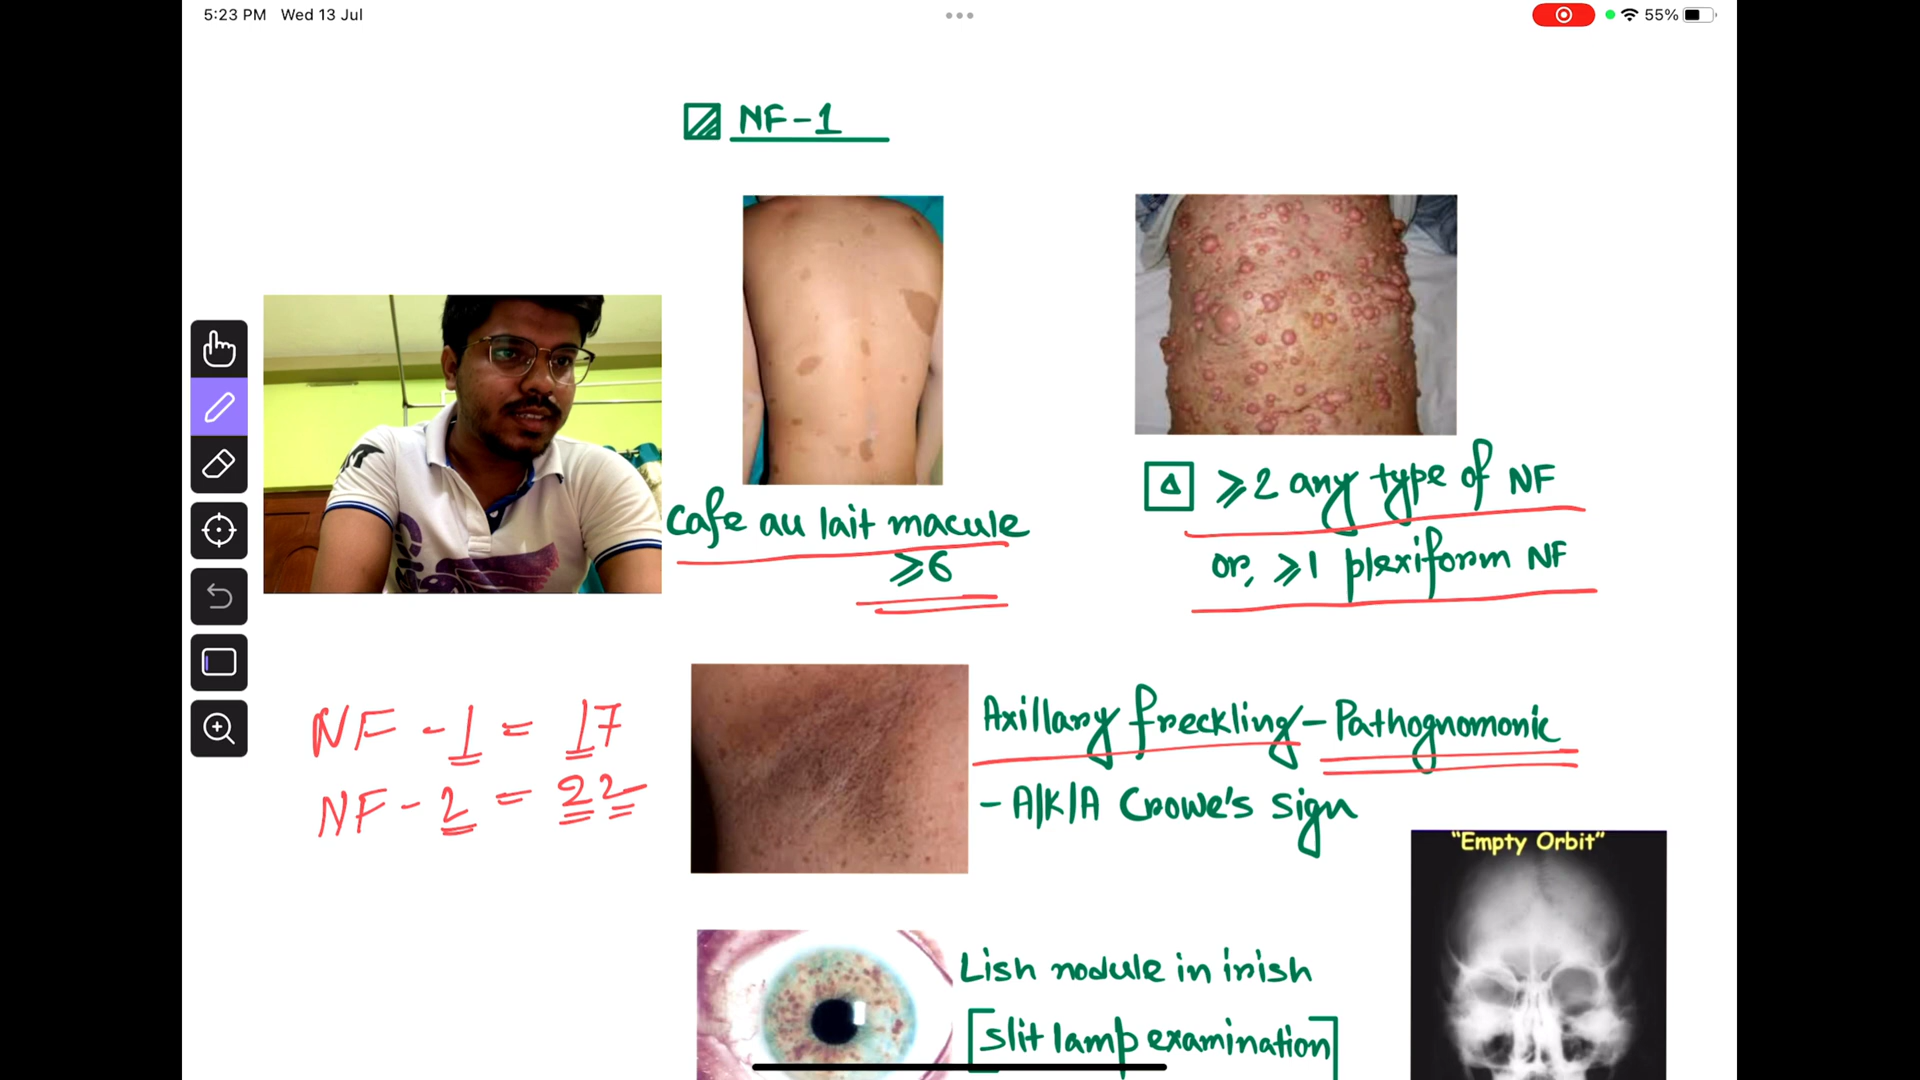 5:23 PM Wed 13 Jul
55%
NF-1
Cafe au lait macule
≥6
≥2 any type of NF
or, ≥1 plexiform NF
NF-1 = 17
NF-2 = 22
Axillary freckling - Pathognomonic
- A/K/A Crowe's sign
"Empty Orbit"
Lish nodule in irish
[slit lamp examination]